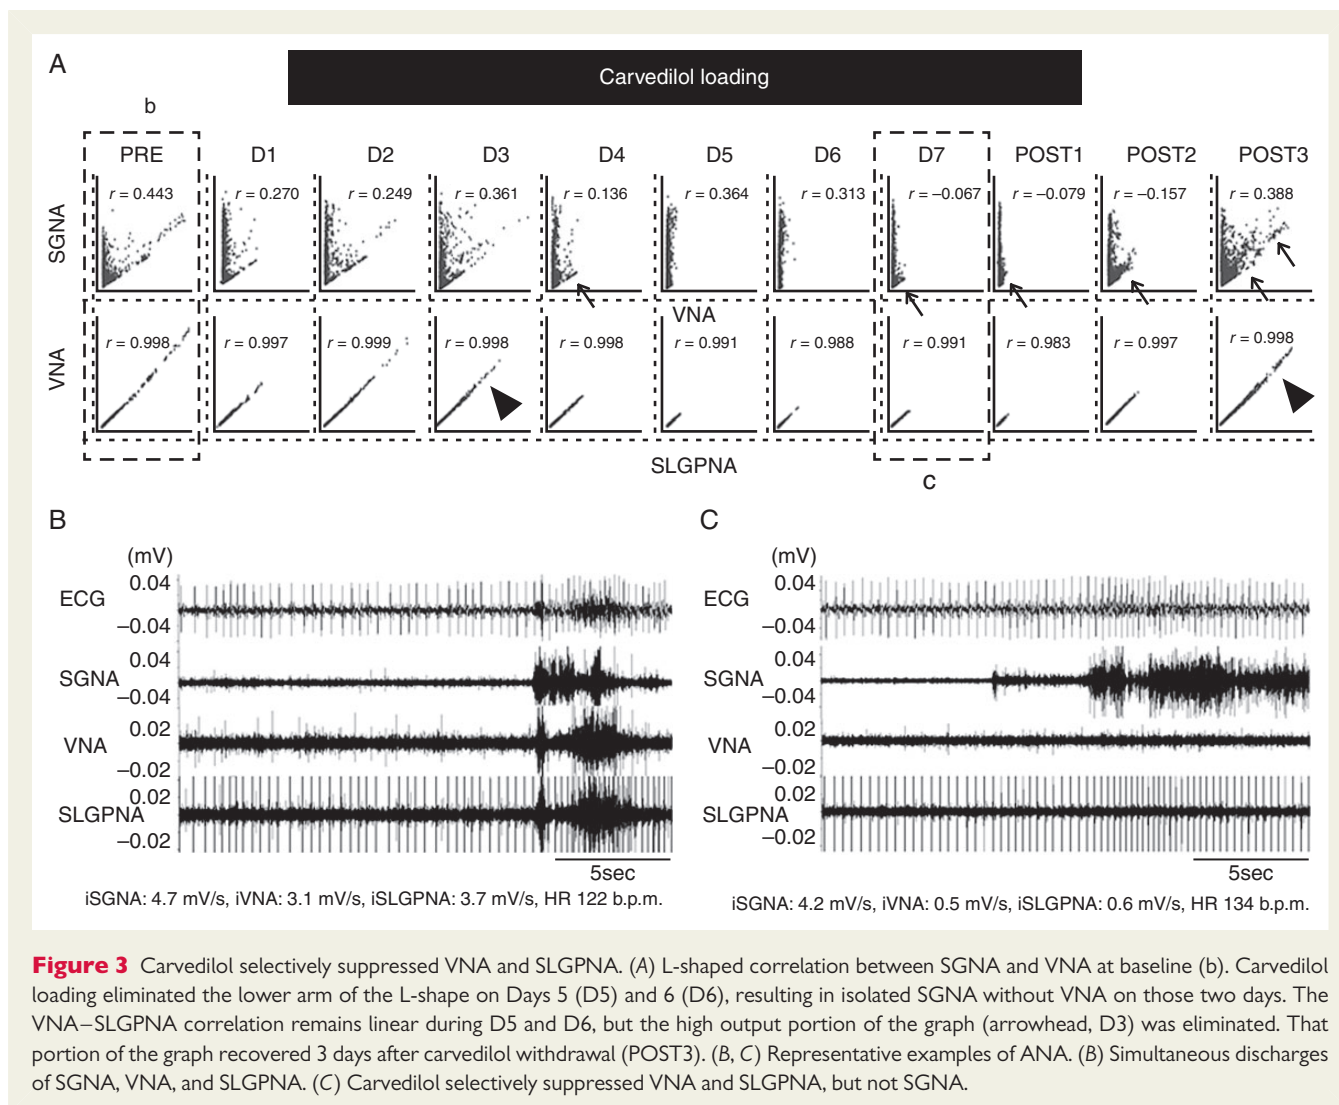 A
Carvedilol loading
b
PRE D1 D2 D3 D4 D5 D6 D7 POST1 POST2 POST3
SGNA
r = 0.443 r = 0.270 r = 0.249 r = 0.361 r = 0.136 r = 0.364 r = 0.313 r = −0.067 r = −0.079 r = −0.157 r = 0.388
VNA
VNA
r = 0.998 r = 0.997 r = 0.999 r = 0.998 r = 0.998 r = 0.991 r = 0.988 r = 0.991 r = 0.983 r = 0.997 r = 0.998
SLGPNA
c
B
(mV)
ECG
0.04
−0.04
SGNA
0.04
−0.04
VNA
0.02
−0.02
SLGPNA
0.02
−0.02
5sec
iSGNA: 4.7 mV/s, iVNA: 3.1 mV/s, iSLGPNA: 3.7 mV/s, HR 122 b.p.m.
C
(mV)
ECG
0.04
−0.04
SGNA
0.04
−0.04
VNA
0.02
−0.02
SLGPNA
0.02
−0.02
5sec
iSGNA: 4.2 mV/s, iVNA: 0.5 mV/s, iSLGPNA: 0.6 mV/s, HR 134 b.p.m.
Figure 3 Carvedilol selectively suppressed VNA and SLGPNA. (A) L-shaped correlation between SGNA and VNA at baseline (b). Carvedilol
loading eliminated the lower arm of the L-shape on Days 5 (D5) and 6 (D6), resulting in isolated SGNA without VNA on those two days. The
VNA–SLGPNA correlation remains linear during D5 and D6, but the high output portion of the graph (arrowhead, D3) was eliminated. That
portion of the graph recovered 3 days after carvedilol withdrawal (POST3). (B, C) Representative examples of ANA. (B) Simultaneous discharges
of SGNA, VNA, and SLGPNA. (C) Carvedilol selectively suppressed VNA and SLGPNA, but not SGNA.